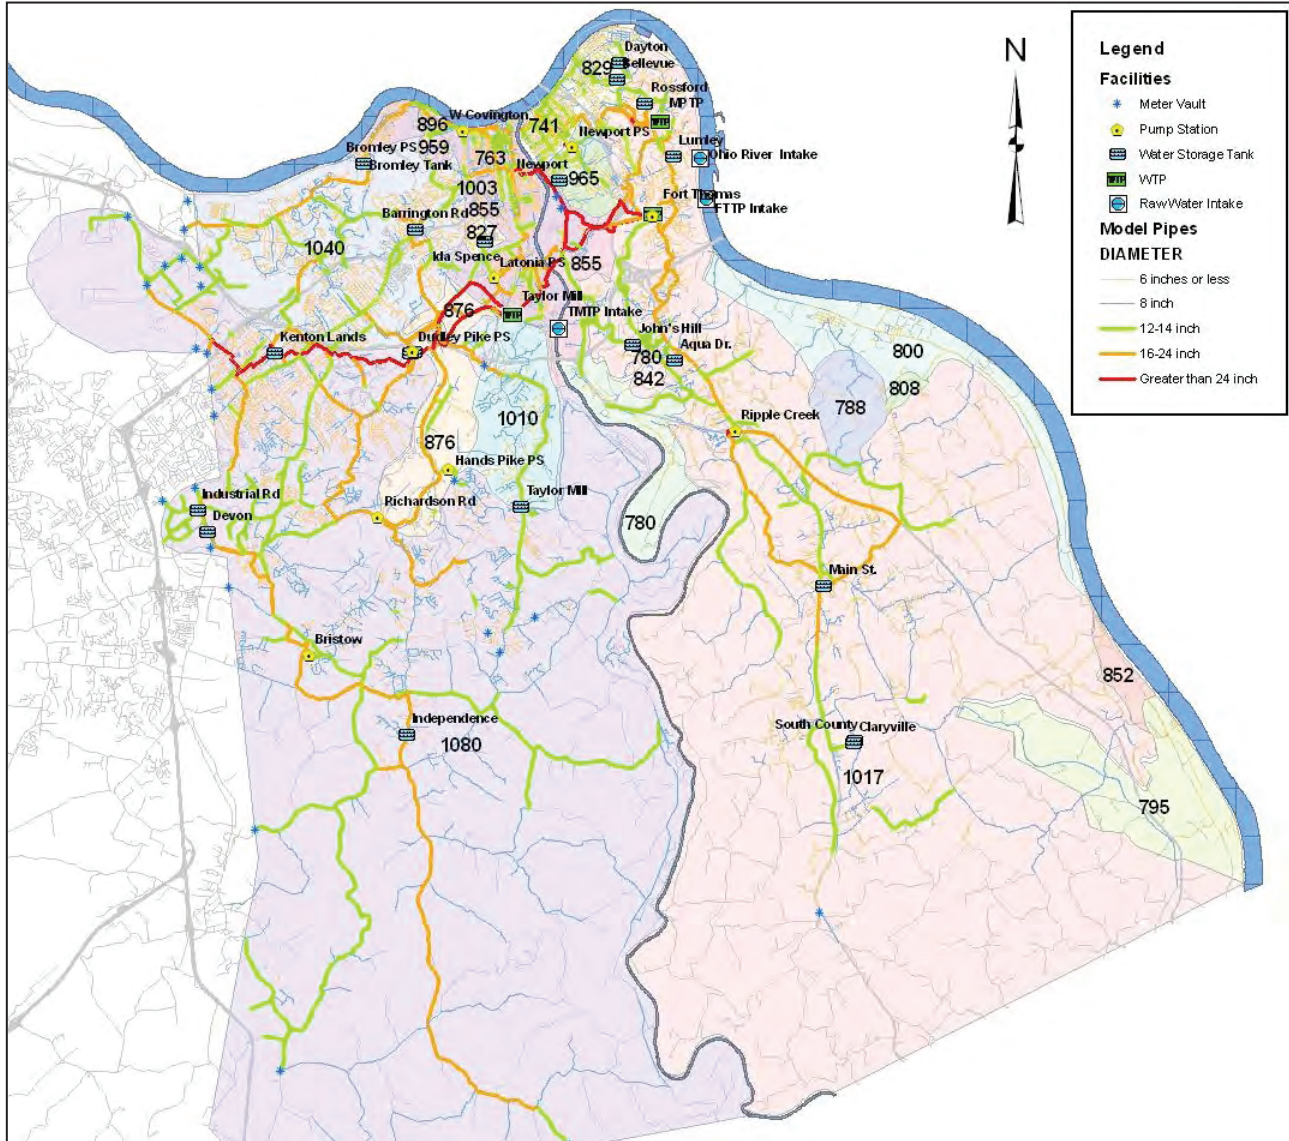 N
Legend
Facilities
Meter Vault
Pump Station
Water Storage Tank
WTP
WTP
Raw Water Intake
Model Pipes
DIAMETER
6 inches or less
8 inch
12-14 inch
16-24 inch
Greater than 24 inch
Dayton
829
Bellevue
Rossford
MPTP
WTP
W Covington
896
741
Newport PS
959
Bromley PS
Bromley Tank
763
Newport
Lumley
Ohio River Intake
965
1003
Fort Thomas
FTTP Intake
855
Barrington Rd
827
1040
Ida Spence
Latonia PS
855
Taylor Mill
876
WTP
TMTP Intake
Kenton Lands
Dudley Pike PS
John's Hill
Aqua Dr.
780
842
800
808
788
1010
Ripple Creek
876
Hands Pike PS
Industrial Rd
Devon
Richardson Rd
Taylor Mill
780
Main St.
Bristow
852
Independence
1080
South County
Claryville
1017
795